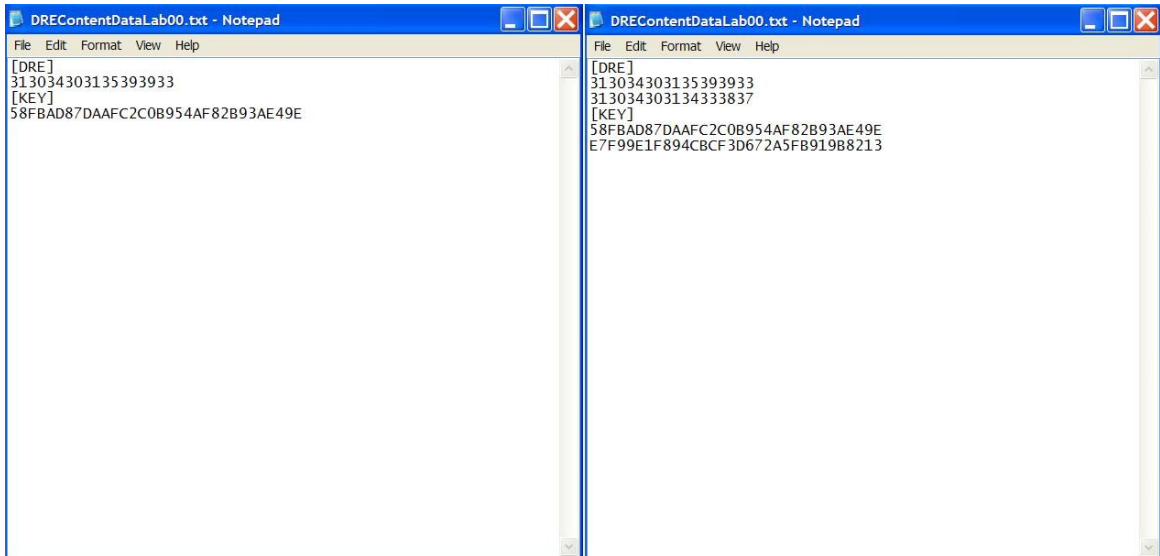 DREContentDataLab00.txt - Notepad
File Edit Format View Help
[DRE]
313034303135393933
[KEY]
58FBAD87DAAFC2C0B954AF82B93AE49E
DREContentDataLab00.txt - Notepad
File Edit Format View Help
[DRE]
313034303135393933
313034303134333837
[KEY]
58FBAD87DAAFC2C0B954AF82B93AE49E
E7F99E1F894CBCF3D672A5FB919B8213